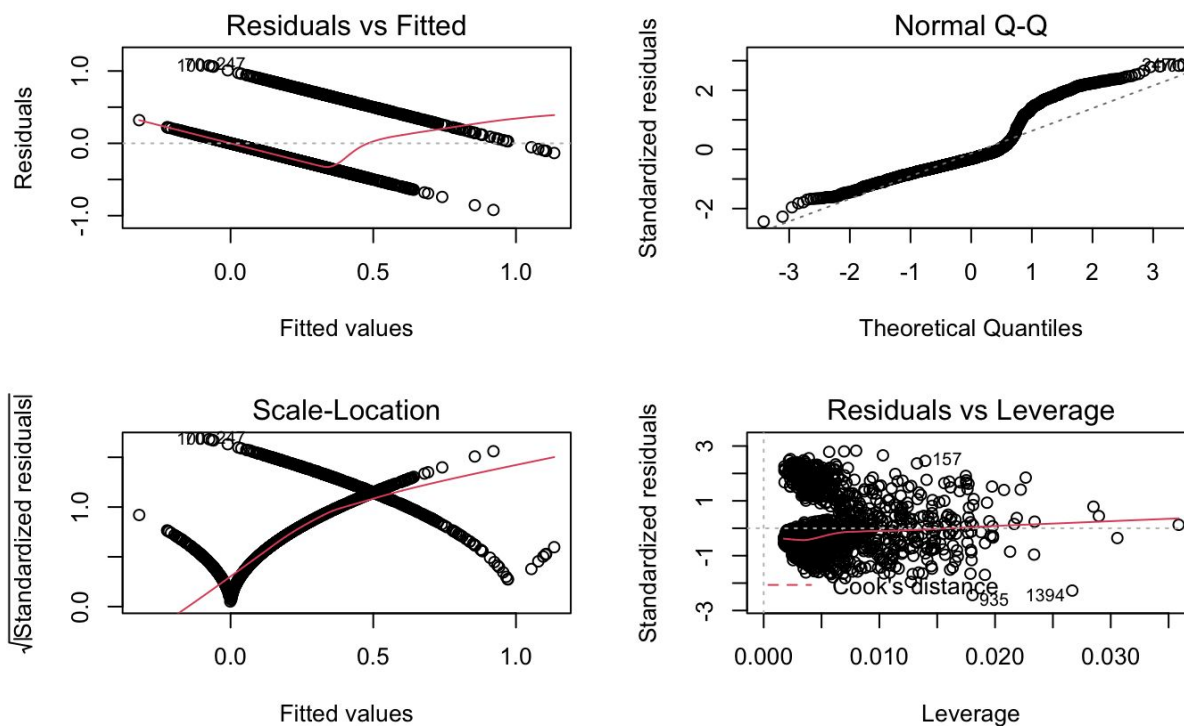 Residuals vs Fitted
Residuals
1.0
0.0
-1.0
0.0
0.5
1.0
Fitted values
Normal Q-Q
Standardized residuals
2
0
-2
-3
-2
-1
0
1
2
3
Theoretical Quantiles
Scale-Location
√|Standardized residuals|
1.0
0.0
0.0
0.5
1.0
Fitted values
Residuals vs Leverage
Standardized residuals
3
1
-1
-3
157
Cook's distance
935
1394
0.000
0.010
0.020
0.030
Leverage